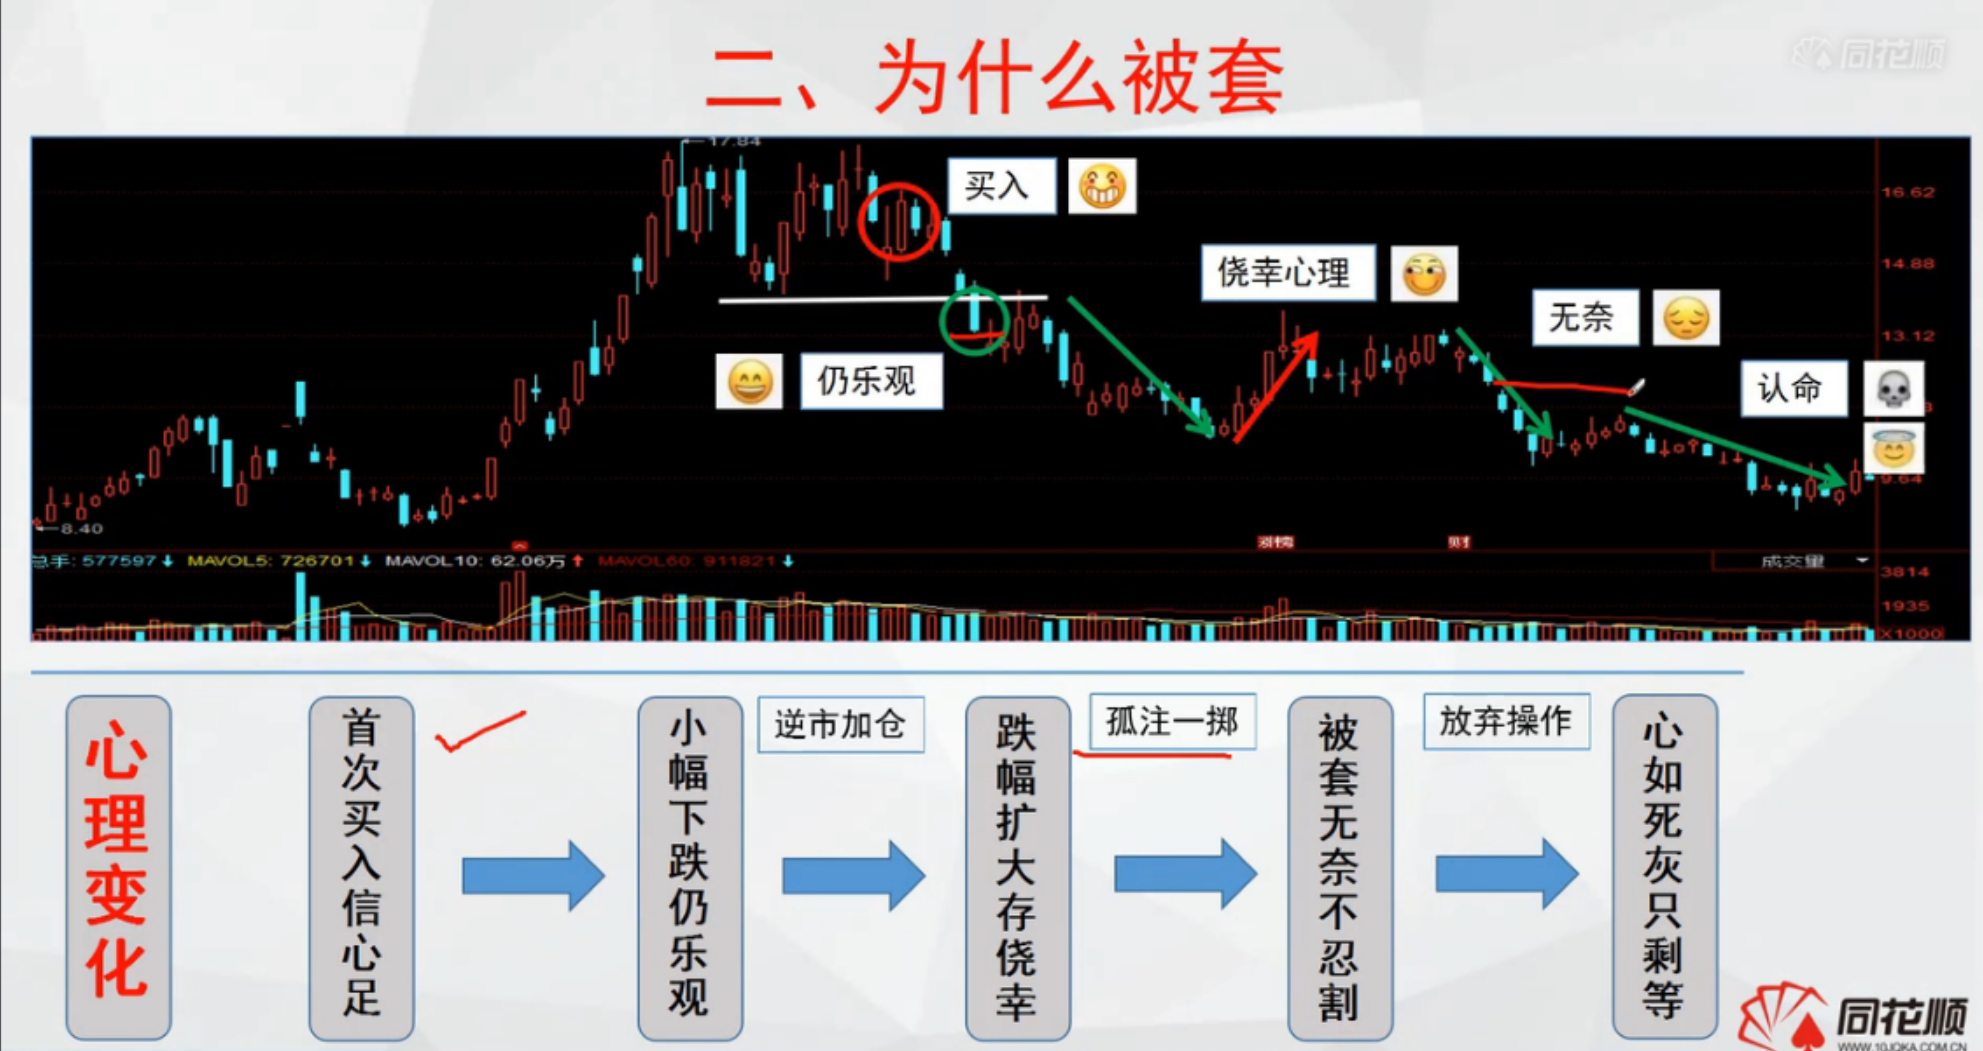 二、为什么被套
同花顺
17.84
买入
16.62
侥幸心理
14.88
无奈
13.12
仍乐观
认命
9.64
8.40
涨榜
财
总手: 577597 MAVOL5: 726701 MAVOL10: 62.06万 MAVOL60: 911821
成交量
3814
1935
X1000
心理变化
首次买入信心足
小幅下跌仍乐观
逆市加仓
跌幅扩大存侥幸
孤注一掷
被套无奈不忍割
放弃操作
心如死灰只剩等
同花顺
WWW.10JQKA.COM.CN